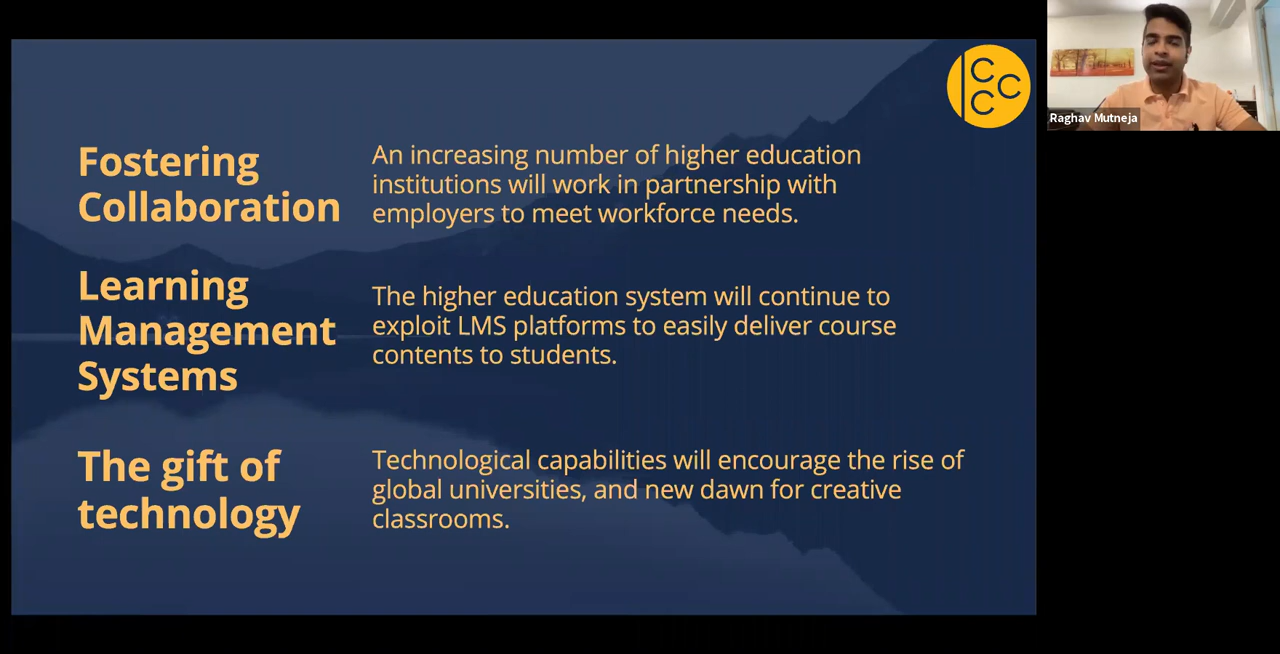 Fostering
Collaboration
An increasing number of higher education
institutions will work in partnership with
employers to meet workforce needs.
Learning
Management
Systems
The higher education system will continue to
exploit LMS platforms to easily deliver course
contents to students.
The gift of
technology
Technological capabilities will encourage the rise of
global universities, and new dawn for creative
classrooms.
CCC
Raghav Mutneja